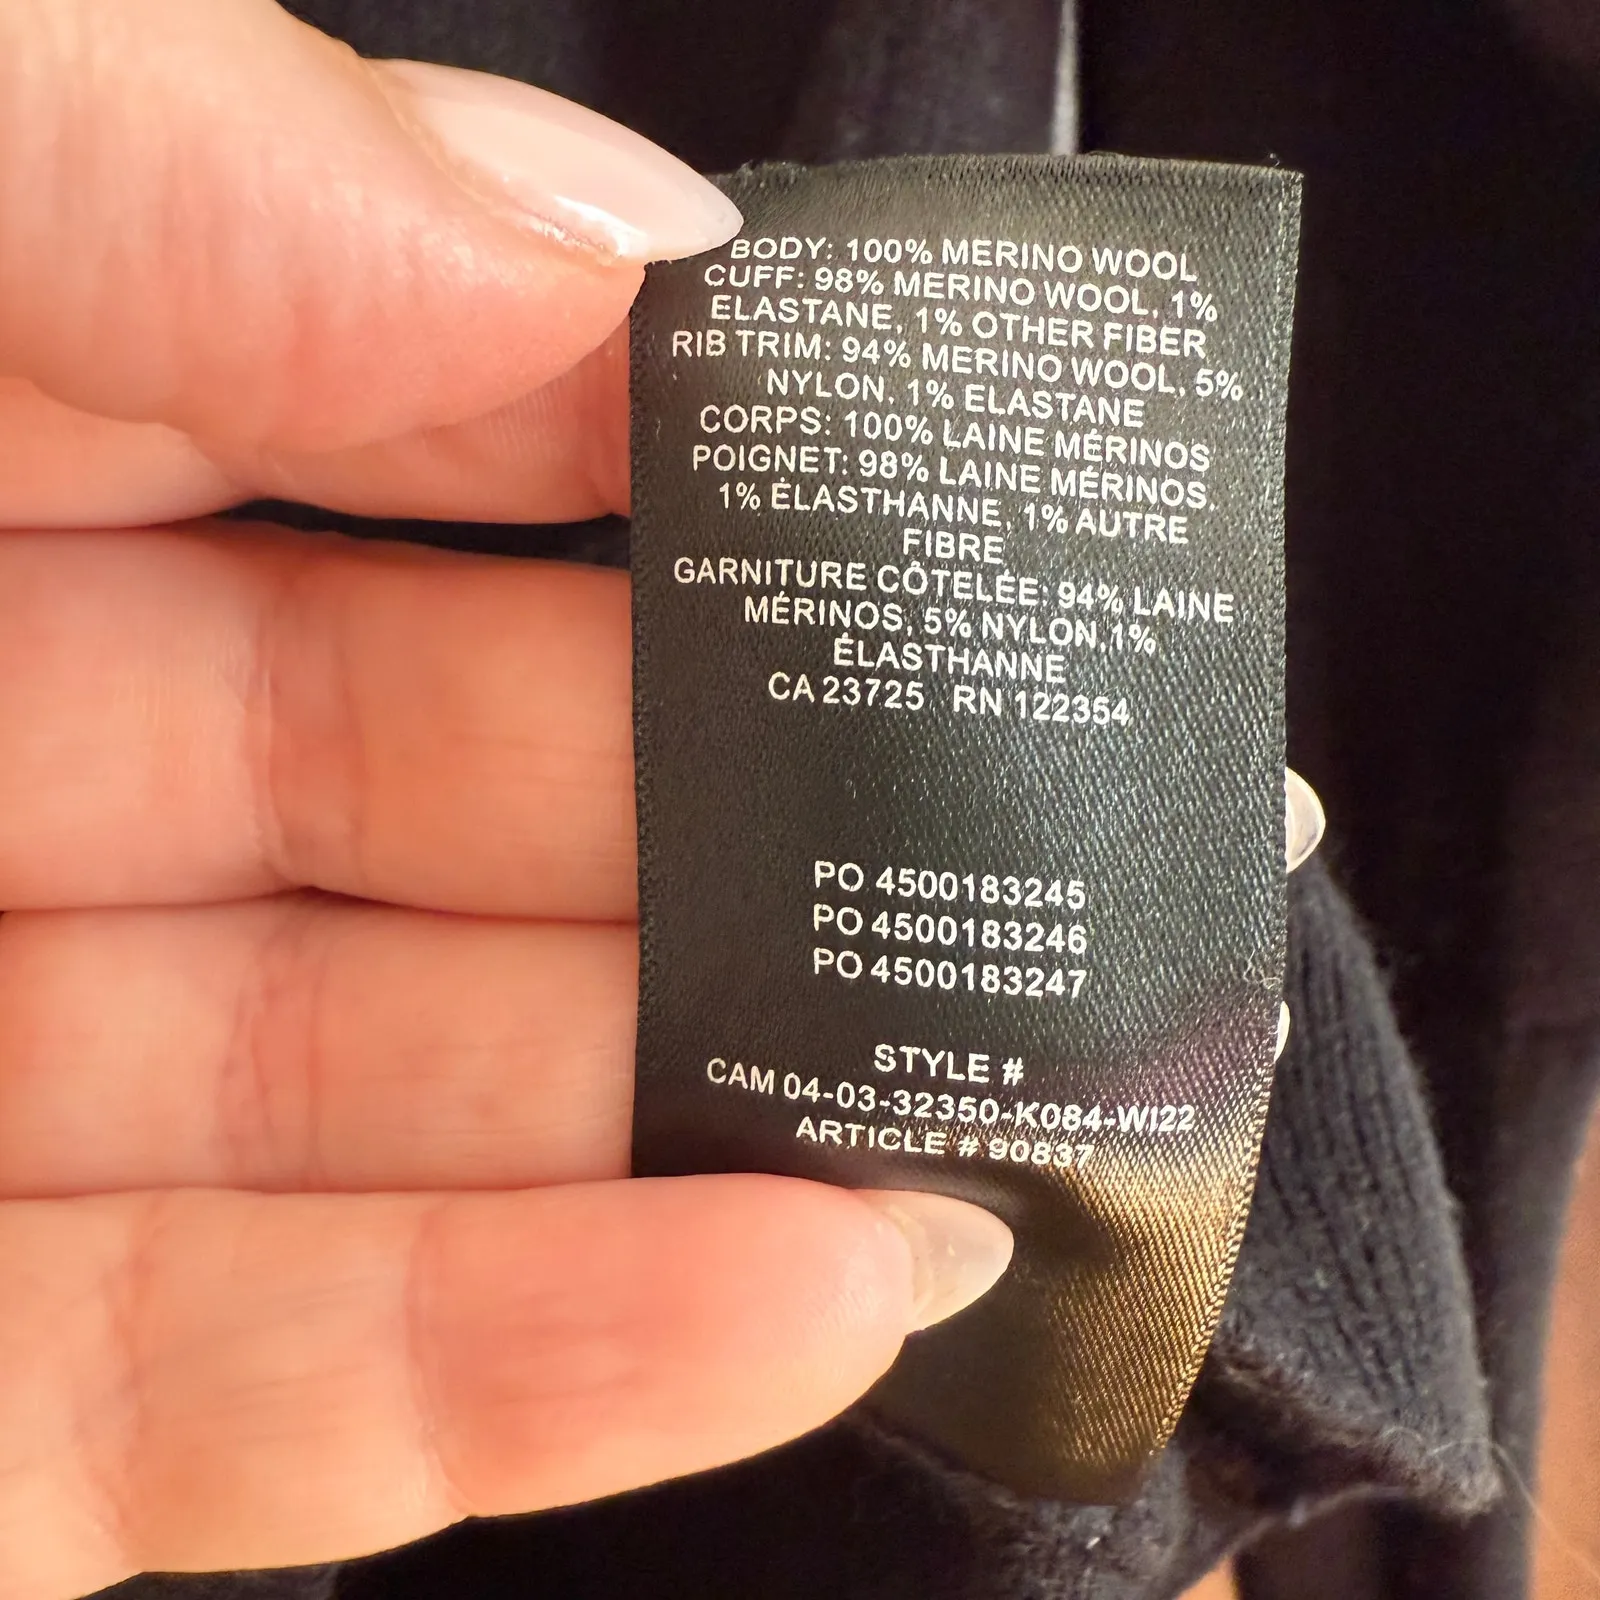 BODY: 100% MERINO WOOL
CUFF: 98% MERINO WOOL, 1%
ELASTANE, 1% OTHER FIBER
RIB TRIM: 94% MERINO WOOL, 5%
NYLON, 1% ELASTANE
CORPS: 100% LAINE MÉRINOS
POIGNET: 98% LAINE MÉRINOS,
1% ÉLASTHANNE, 1% AUTRE
FIBRE
GARNITURE CÔTELÉE: 94% LAINE
MÉRINOS, 5% NYLON, 1%
ÉLASTHANNE
CA 23725 RN 122354
PO 4500183245
PO 4500183246
PO 4500183247
STYLE #
CAM 04-03-32350-K084-WI22
ARTICLE # 90837